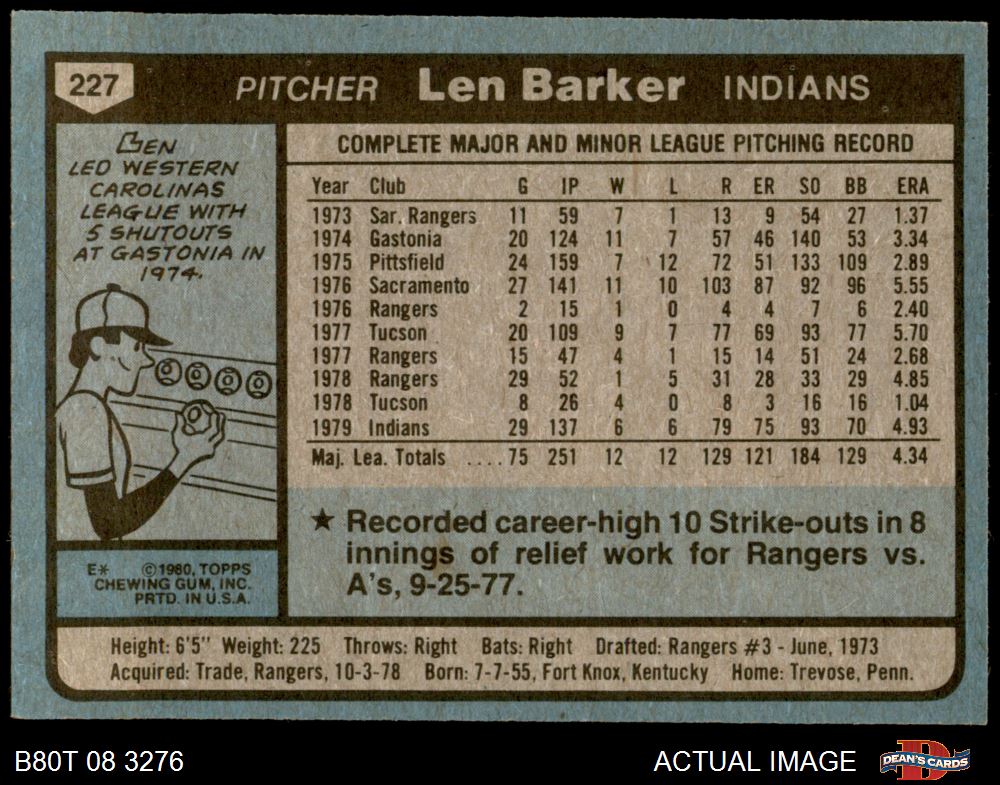 227 PITCHER Len Barker INDIANS
LEN
LED WESTERN
CAROLINAS
LEAGUE WITH
5 SHUTOUTS
AT GASTONIA IN
1974.
COMPLETE MAJOR AND MINOR LEAGUE PITCHING RECORD
Year Club G IP W L R ER SO BB ERA
1973 Sar. Rangers 11 59 7 1 13 9 54 27 1.37
1974 Gastonia 20 124 11 7 57 46 140 53 3.34
1975 Pittsfield 24 159 7 12 72 51 133 109 2.89
1976 Sacramento 27 141 11 10 103 87 92 96 5.55
1976 Rangers 2 15 1 0 4 4 7 6 2.40
1977 Tucson 20 109 9 7 77 69 93 77 5.70
1977 Rangers 15 47 4 1 15 14 51 24 2.68
1978 Rangers 29 52 1 5 31 28 33 29 4.85
1978 Tucson 8 26 4 0 8 3 16 16 1.04
1979 Indians 29 137 6 6 79 75 93 70 4.93
Maj. Lea. Totals ....75 251 12 12 129 121 184 129 4.34
★ Recorded career-high 10 Strike-outs in 8
innings of relief work for Rangers vs.
A's, 9-25-77.
E* ©1980, TOPPS
CHEWING GUM, INC.
PRTD. IN U.S.A.
Height: 6'5" Weight: 225 Throws: Right Bats: Right Drafted: Rangers #3 - June, 1973
Acquired: Trade, Rangers, 10-3-78 Born: 7-7-55, Fort Knox, Kentucky Home: Trevose, Penn.
B80T 08 3276 ACTUAL IMAGE DEAN'S CARDS